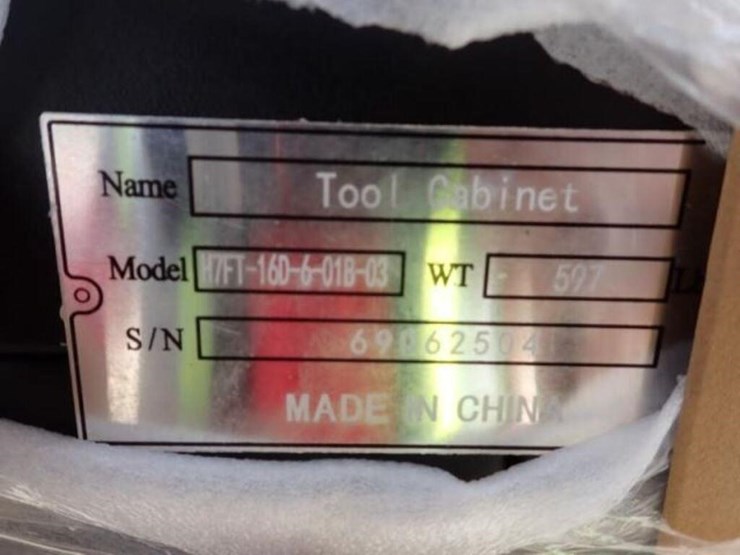 Name Tool Cabinet
Model H7FT-16D-6-01B-03 WT - 597
S/N 69062504
MADE IN CHINA